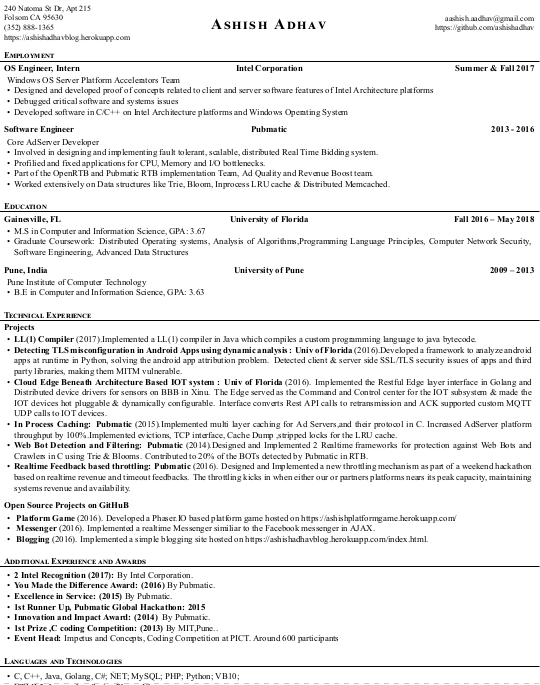 240 Natoma St Dr, Apt 215
Folsom CA 95630
(352) 888-1365
https://ashishadhavblog.herokuapp.com
Ashish Adhav
aashish.aadhav@gmail.com
https://github.com/ashishadhav
Employment
OS Engineer, Intern Intel Corporation Summer & Fall 2017
Windows OS Server Platform Accelerators Team
• Designed and developed proof of concepts related to client and server software features of Intel Architecture platforms
• Debugged critical software and systems issues
• Developed software in C/C++ on Intel Architecture platforms and Windows Operating System
Software Engineer Pubmatic 2013 - 2016
Core AdServer Developer
• Involved in designing and implementing fault tolerant, scalable, distributed Real Time Bidding system.
• Profilied and fixed applications for CPU, Memory and I/O bottlenecks.
• Part of the OpenRTB and Pubmatic RTB implementation Team, Ad Quality and Revenue Boost team.
• Worked extensively on Data structures like Trie, Bloom, Inprocess LRU cache & Distributed Memcached.
Education
Gainesville, FL University of Florida Fall 2016 – May 2018
• M.S in Computer and Information Science, GPA: 3.67
• Graduate Coursework: Distributed Operating systems, Analysis of Algorithms,Programming Language Principles, Computer Network Security,
Software Engineering, Advanced Data Structures
Pune, India University of Pune 2009 – 2013
Pune Institute of Computer Technology
• B.E in Computer and Information Science, GPA: 3.63
Technical Experience
Projects
• LL(1) Compiler (2017).Implemented a LL(1) compiler in Java which compiles a custom programming language to java bytecode.
• Detecting TLS misconfiguration in Android Apps using dynamic analysis : Univ of Florida (2016).Developed a framework to analyze android
apps at runtime in Python, solving the android app attribution problem. Detected client & server side SSL/TLS security issues of apps and third
party libraries, making them MITM vulnerable.
• Cloud Edge Beneath Architecture Based IOT system : Univ of Florida (2016). Implemented the Restful Edge layer interface in Golang and
Distributed device drivers for sensors on BBB in Xinu. The Edge served as the Command and Control center for the IOT subsystem & made the
IOT devices hot pluggable & dynamically configurable. Interface converts Rest API calls to retransmission and ACK supported custom MQTT
UDP calls to IOT devices.
• In Process Caching: Pubmatic (2015).Implemented multi layer caching for Ad Servers,and their protocol in C. Increased AdServer platform
throughput by 100%.Implemented evictions, TCP interface, Cache Dump ,stripped locks for the LRU cache.
• Web Bot Detection and Filtering: Pubmatic (2014).Designed and Implemented 2 Realtime frameworks for protection against Web Bots and
Crawlers in C using Trie & Blooms. Contributed to 20% of the BOTs detected by Pubmatic in RTB.
• Realtime Feedback based throttling: Pubmatic (2016). Designed and Implemented a new throttling mechanism as part of a weekend hackathon
based on realtime revenue and timeout feedbacks. The throttling kicks in when either our or partners platforms nears its peak capacity, maintaining
systems revenue and availability.
Open Source Projects on GitHuB
• Platform Game (2016). Developed a Phaser.IO based platform game hosted on https://ashishplatformgame.herokuapp.com/
• Messenger (2016). Implemented a realtime Messenger similiar to the Facebook messenger in AJAX.
• Blogging (2016). Implemented a simple blogging site hosted on https://ashishadhavblog.herokuapp.com/index.html.
Additional Experience and Awards
• 2 Intel Recognition (2017): By Intel Corporation.
• You Made the Difference Award: (2016) By Pubmatic.
• Excellence in Service: (2015) By Pubmatic.
• 1st Runner Up, Pubmatic Global Hackathon: 2015
• Innovation and Impact Award: (2014) By Pubmatic.
• 1st Prize ,C coding Competition: (2013) By MIT,Pune..
• Event Head: Impetus and Concepts, Coding Competition at PICT. Around 600 participants
Languages and Technologies
• C, C++, Java, Golang, C#; .NET; MySQL; PHP; Python; VB10;